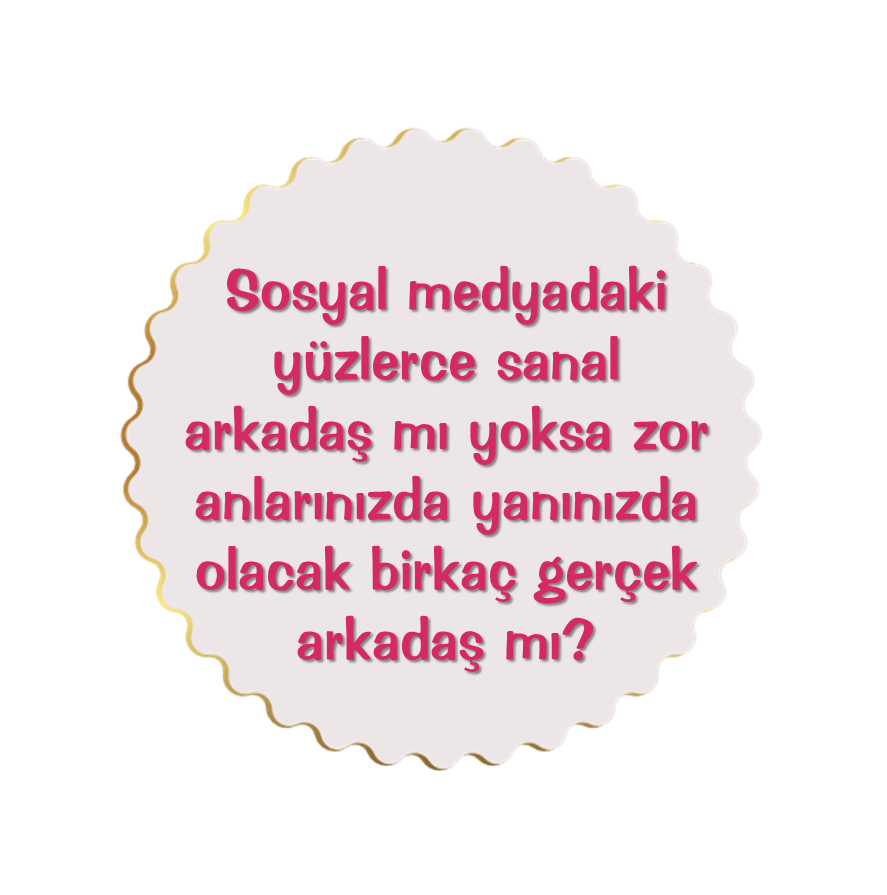 Sosyal medyadaki
yüzlerce sanal
arkadaş mı yoksa zor
anlarınızda yanınızda
olacak birkaç gerçek
arkadaş mı?